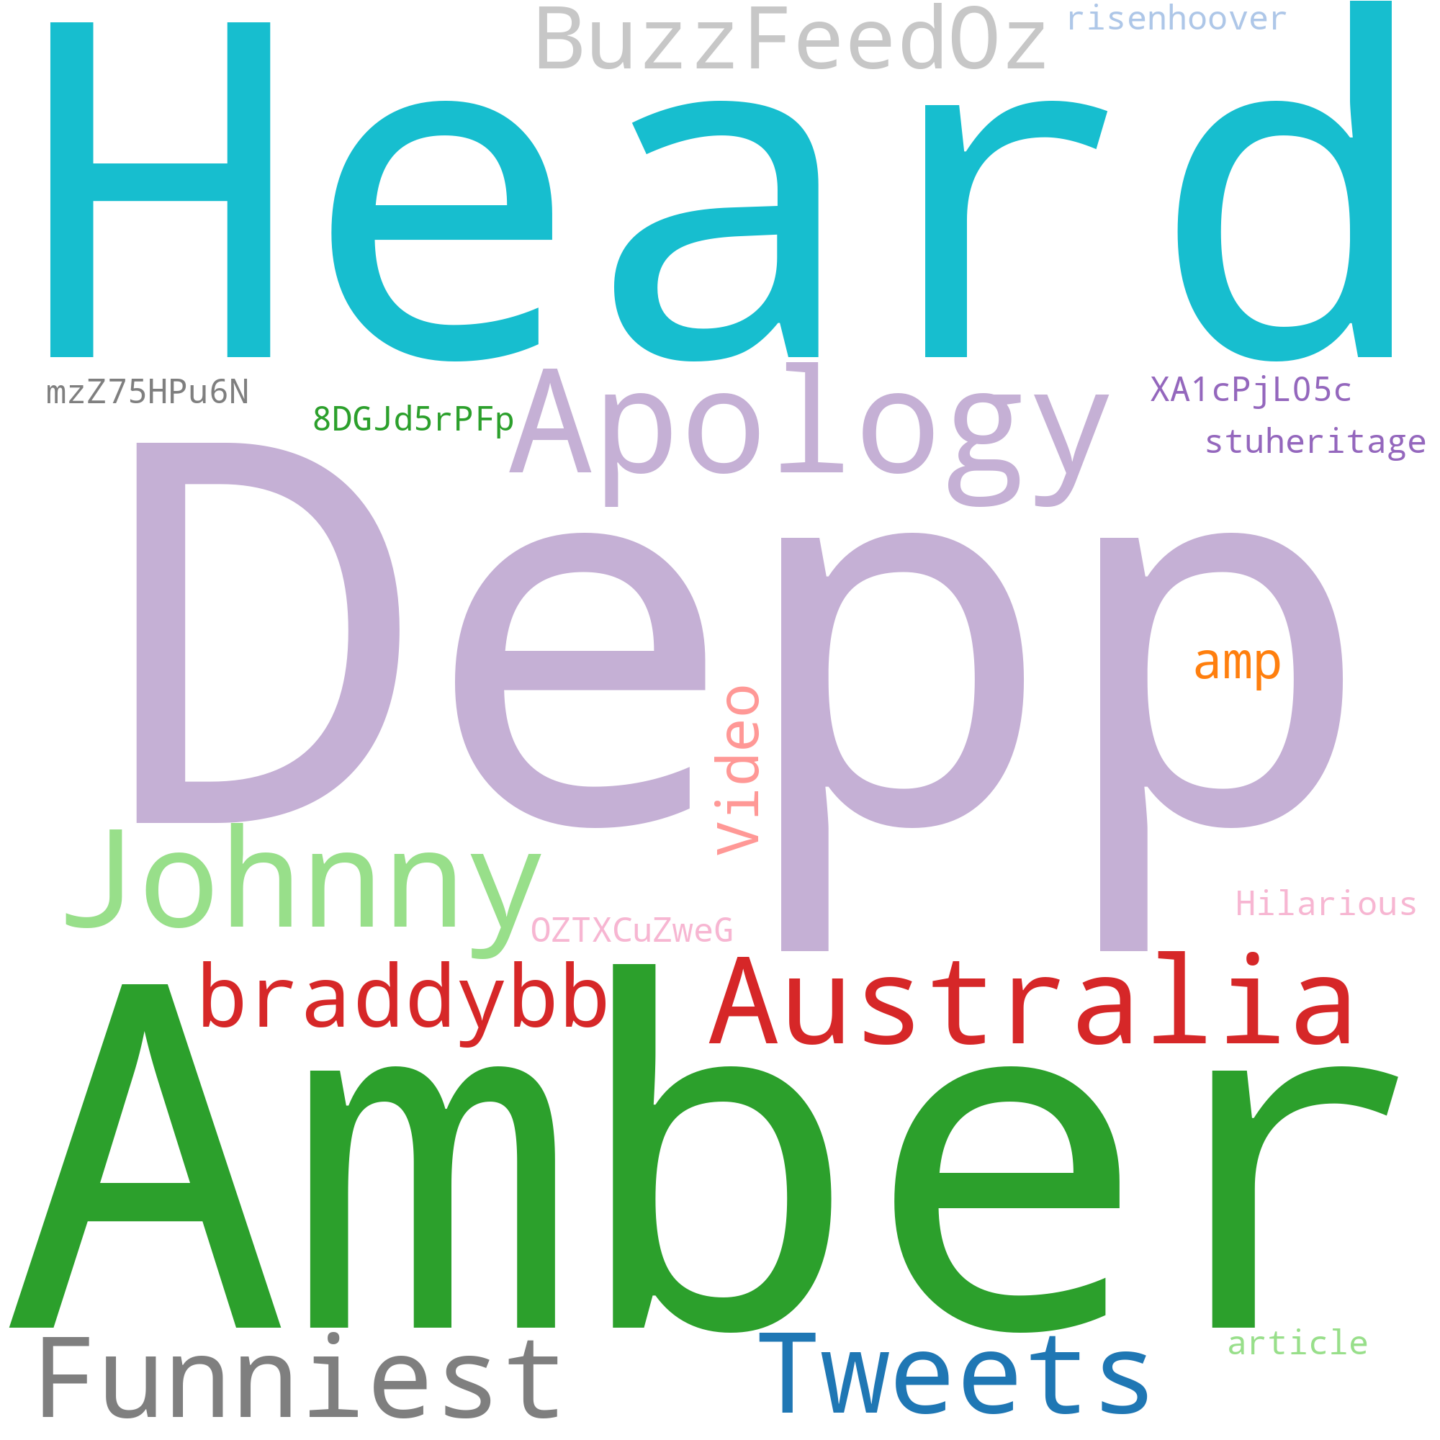 BuzzFeedOz
risenhoover
Heard
mzZ75HPu6N
8DGJd5rPFp
Apology
XA1cPjL05c
stuheritage
Depp
amp
Video
Johnny
OZTXCuZweG
Hilarious
braddybb
Australia
Amber
Funniest
Tweets
article